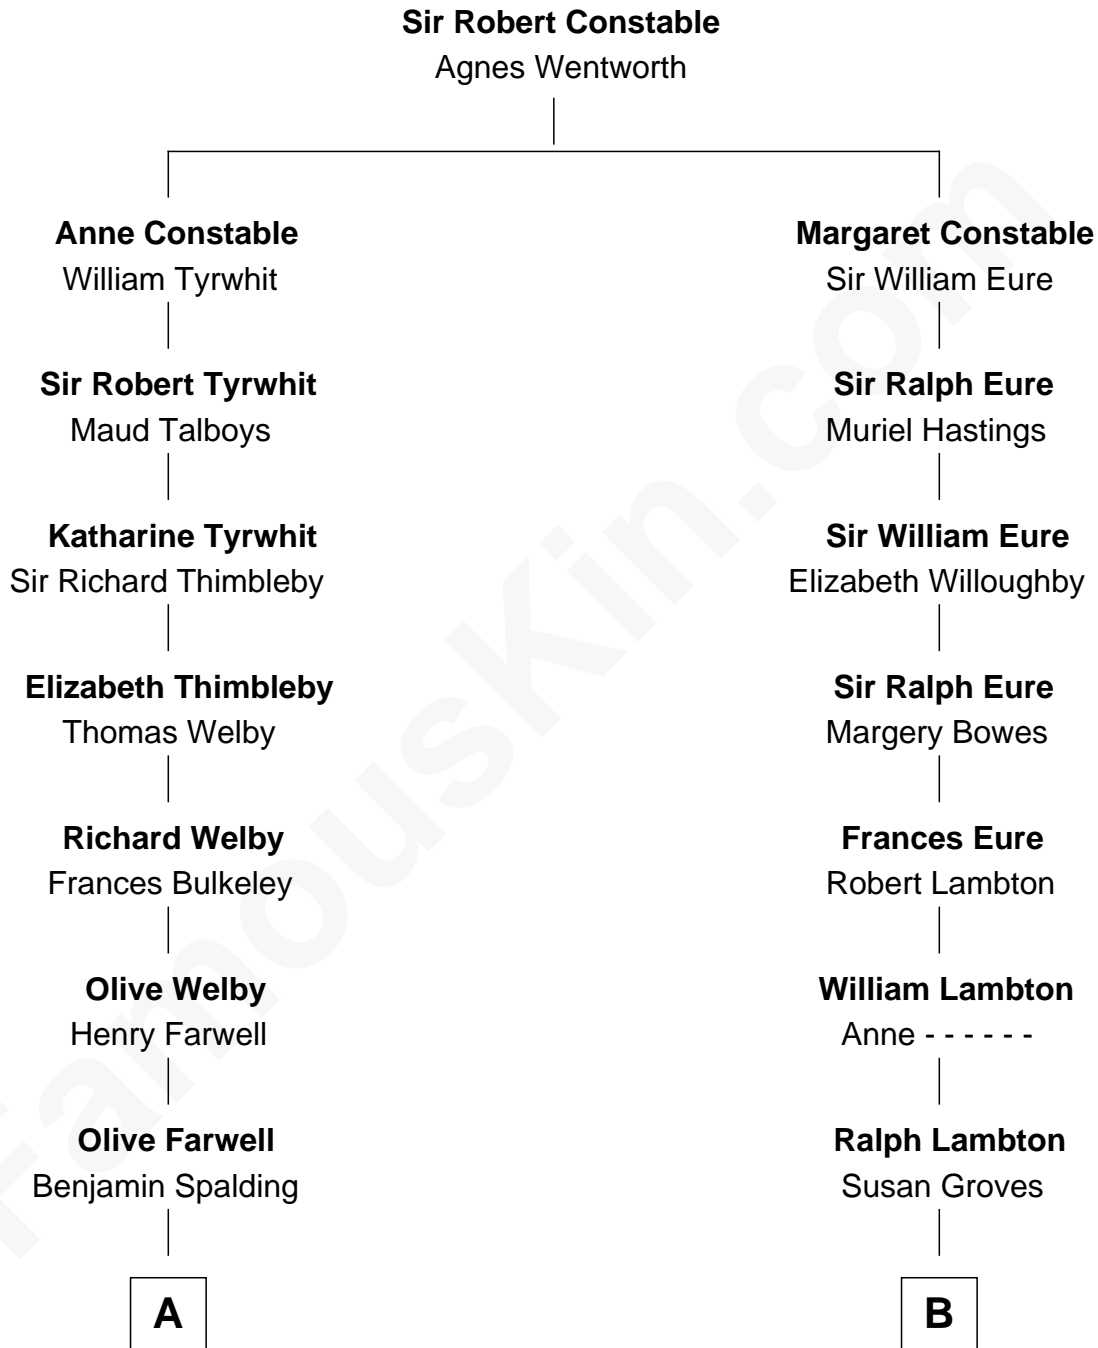 Sir Robert Constable
Agnes Wentworth
Anne Constable
William Tyrwhit
Margaret Constable
Sir William Eure
Sir Robert Tyrwhit
Maud Talboys
Sir Ralph Eure
Muriel Hastings
Katharine Tyrwhit
Sir Richard Thimbleby
Sir William Eure
Elizabeth Willoughby
Elizabeth Thimbleby
Thomas Welby
Sir Ralph Eure
Margery Bowes
Richard Welby
Frances Bulkeley
Frances Eure
Robert Lambton
Olive Welby
Henry Farwell
William Lambton
Anne - - - - - -
Olive Farwell
Benjamin Spalding
Ralph Lambton
Susan Groves
A
B
FamousKin.com